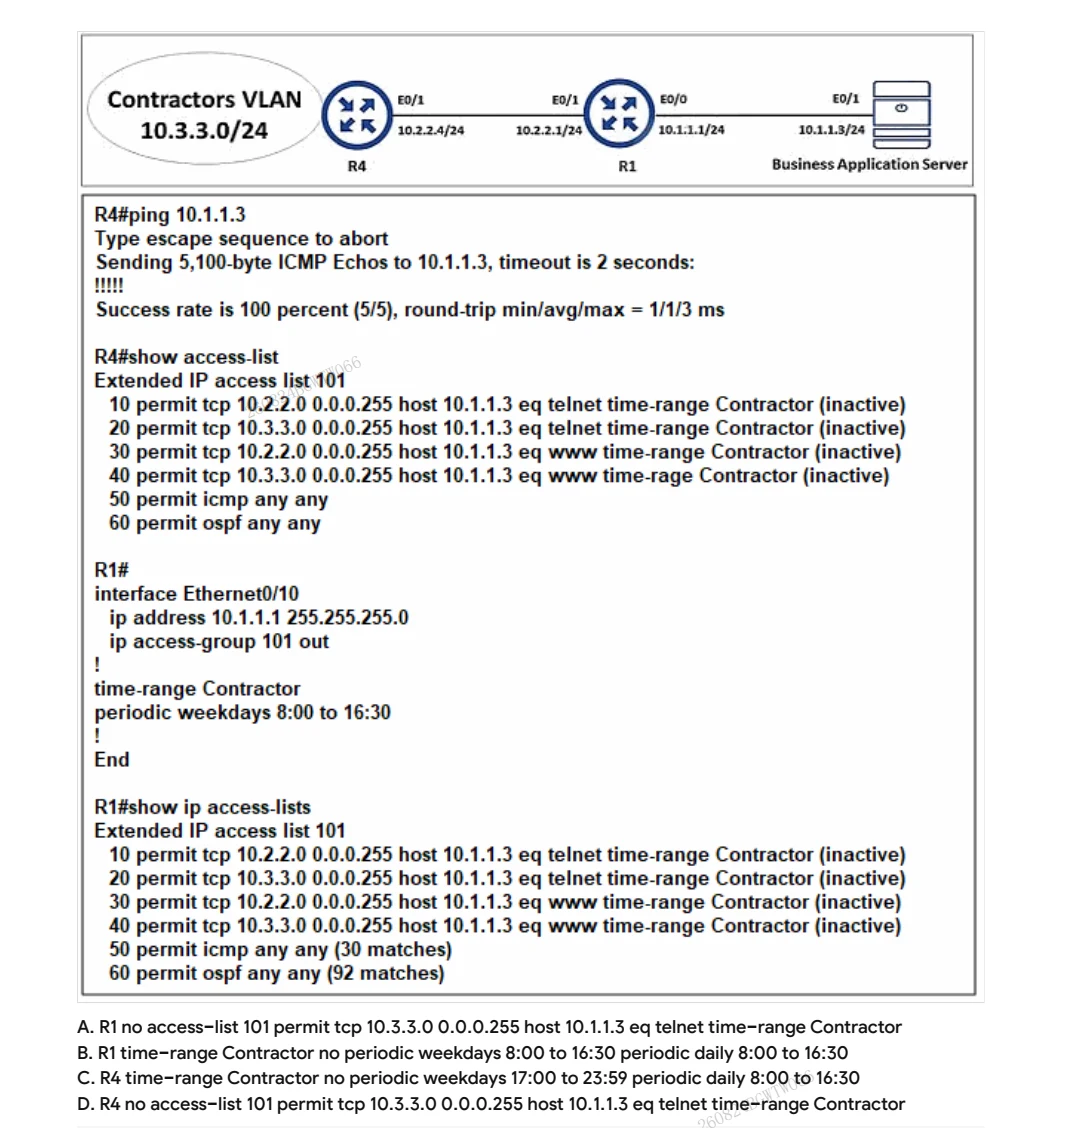 Contractors VLAN
10.3.3.0/24
E0/1
10.2.2.4/24
R4
E0/1
10.2.2.1/24
R1
E0/0
10.1.1.1/24
E0/1
10.1.1.3/24
Business Application Server
R4#ping 10.1.1.3
Type escape sequence to abort
Sending 5,100-byte ICMP Echos to 10.1.1.3, timeout is 2 seconds:
!!!!!
Success rate is 100 percent (5/5), round-trip min/avg/max = 1/1/3 ms
R4#show access-list
Extended IP access list 101
10 permit tcp 10.2.2.0 0.0.0.255 host 10.1.1.3 eq telnet time-range Contractor (inactive)
20 permit tcp 10.3.3.0 0.0.0.255 host 10.1.1.3 eq telnet time-range Contractor (inactive)
30 permit tcp 10.2.2.0 0.0.0.255 host 10.1.1.3 eq www time-range Contractor (inactive)
40 permit tcp 10.3.3.0 0.0.0.255 host 10.1.1.3 eq www time-rage Contractor (inactive)
50 permit icmp any any
60 permit ospf any any
R1#
interface Ethernet0/10
ip address 10.1.1.1 255.255.255.0
ip access-group 101 out
!
time-range Contractor
periodic weekdays 8:00 to 16:30
!
End
R1#show ip access-lists
Extended IP access list 101
10 permit tcp 10.2.2.0 0.0.0.255 host 10.1.1.3 eq telnet time-range Contractor (inactive)
20 permit tcp 10.3.3.0 0.0.0.255 host 10.1.1.3 eq telnet time-range Contractor (inactive)
30 permit tcp 10.2.2.0 0.0.0.255 host 10.1.1.3 eq www time-range Contractor (inactive)
40 permit tcp 10.3.3.0 0.0.0.255 host 10.1.1.3 eq www time-range Contractor (inactive)
50 permit icmp any any (30 matches)
60 permit ospf any any (92 matches)
A. R1 no access-list 101 permit tcp 10.3.3.0 0.0.0.255 host 10.1.1.3 eq telnet time-range Contractor
B. R1 time-range Contractor no periodic weekdays 8:00 to 16:30 periodic daily 8:00 to 16:30
C. R4 time-range Contractor no periodic weekdays 17:00 to 23:59 periodic daily 8:00 to 16:30
D. R4 no access-list 101 permit tcp 10.3.3.0 0.0.0.255 host 10.1.1.3 eq telnet time-range Contractor